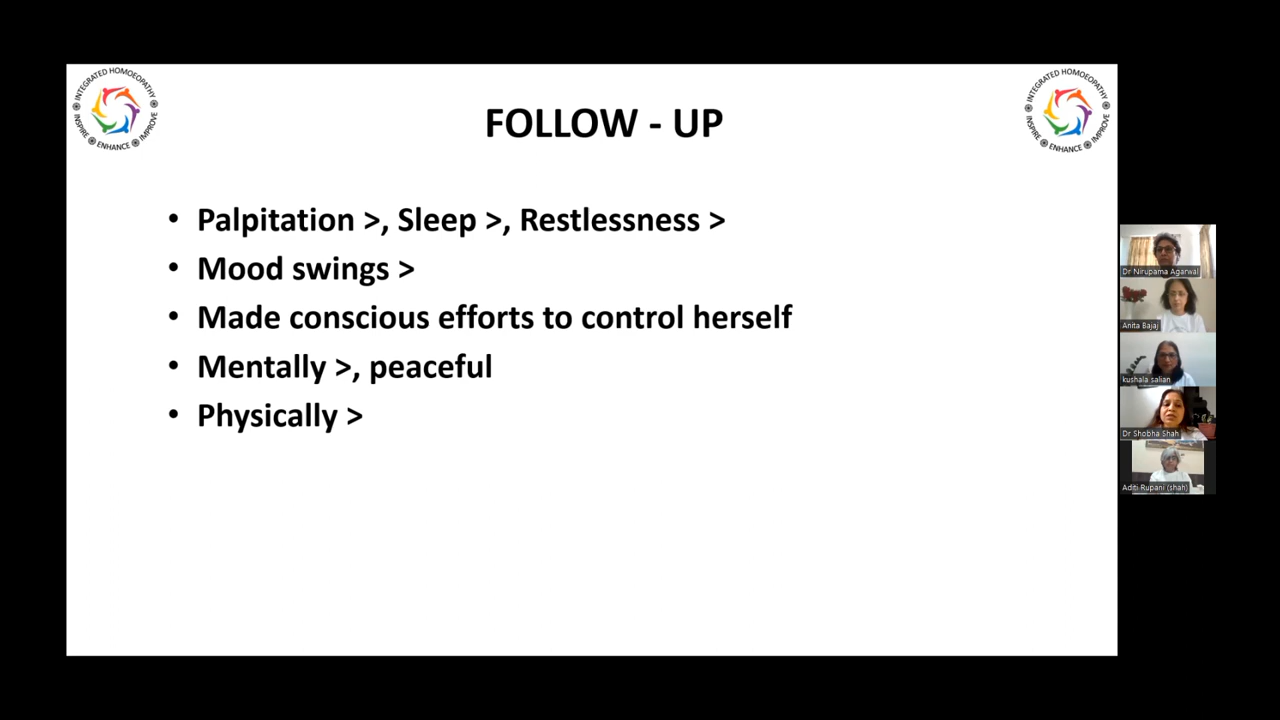 INTEGRATED HOMOEOPATHY
INSPIRE ENHANCE IMPROVE
INTEGRATED HOMOEOPATHY
INSPIRE ENHANCE IMPROVE
FOLLOW - UP
• Palpitation >, Sleep >, Restlessness >
• Mood swings >
• Made conscious efforts to control herself
• Mentally >, peaceful
• Physically >
Dr Nirupama Agarwal
Anita Bajaj
kushala salian
Dr Shobha Shah
Aditi Rupani (shah)